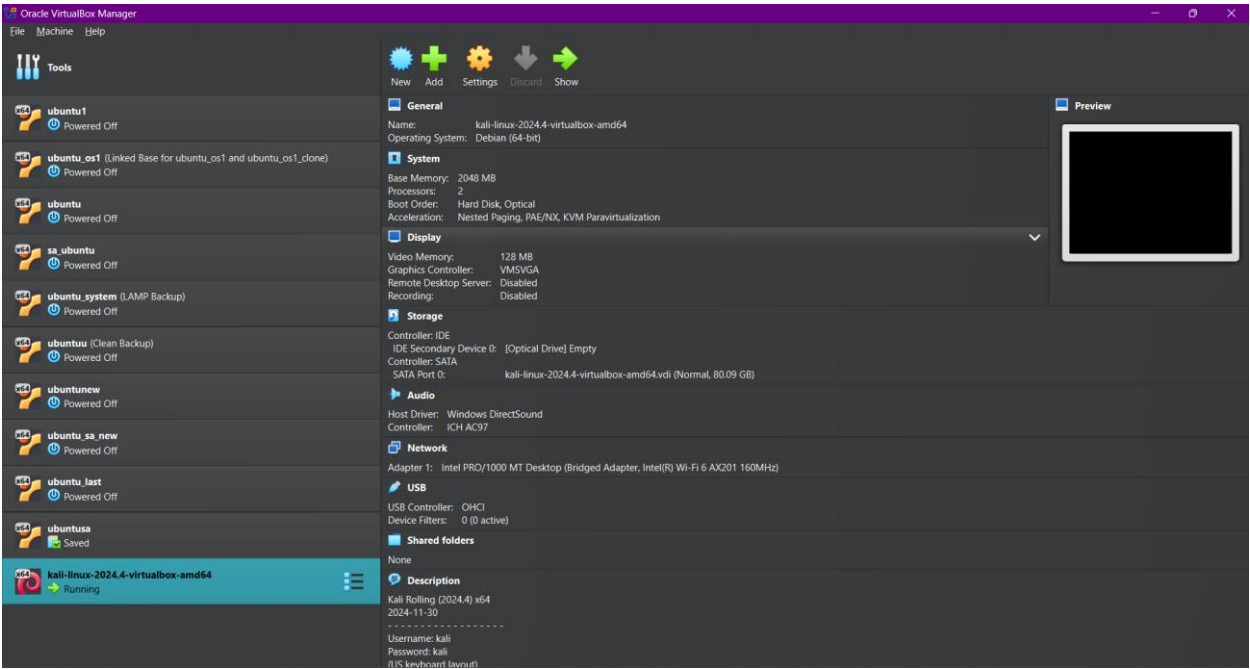 Oracle VirtualBox Manager
File Machine Help
Tools
ubuntu1
Powered Off
ubuntu_os1 (Linked Base for ubuntu_os1 and ubuntu_os1_clone)
Powered Off
ubuntu
Powered Off
sa_ubuntu
Powered Off
ubuntu_system (LAMP Backup)
Powered Off
ubuntuu (Clean Backup)
Powered Off
ubuntunew
Powered Off
ubuntu_sa_new
Powered Off
ubuntu_last
Powered Off
ubuntusa
Saved
kali-linux-2024.4-virtualbox-amd64
Running
New Add Settings Discard Show
General
Name: kali-linux-2024.4-virtualbox-amd64
Operating System: Debian (64-bit)
System
Base Memory: 2048 MB
Processors: 2
Boot Order: Hard Disk, Optical
Acceleration: Nested Paging, PAE/NX, KVM Paravirtualization
Display
Video Memory: 128 MB
Graphics Controller: VMSVGA
Remote Desktop Server: Disabled
Recording: Disabled
Storage
Controller: IDE
IDE Secondary Device 0: [Optical Drive] Empty
Controller: SATA
SATA Port 0: kali-linux-2024.4-virtualbox-amd64.vdi (Normal, 80.09 GB)
Audio
Host Driver: Windows DirectSound
Controller: ICH AC97
Network
Adapter 1: Intel PRO/1000 MT Desktop (Bridged Adapter, Intel(R) Wi-Fi 6 AX201 160MHz)
USB
USB Controller: OHCI
Device Filters: 0 (0 active)
Shared folders
None
Description
Kali Rolling (2024.4) x64
2024-11-30
- - - - - - - - - - - - - - - - - -
Username: kali
Password: kali
(US keyboard layout)
Preview